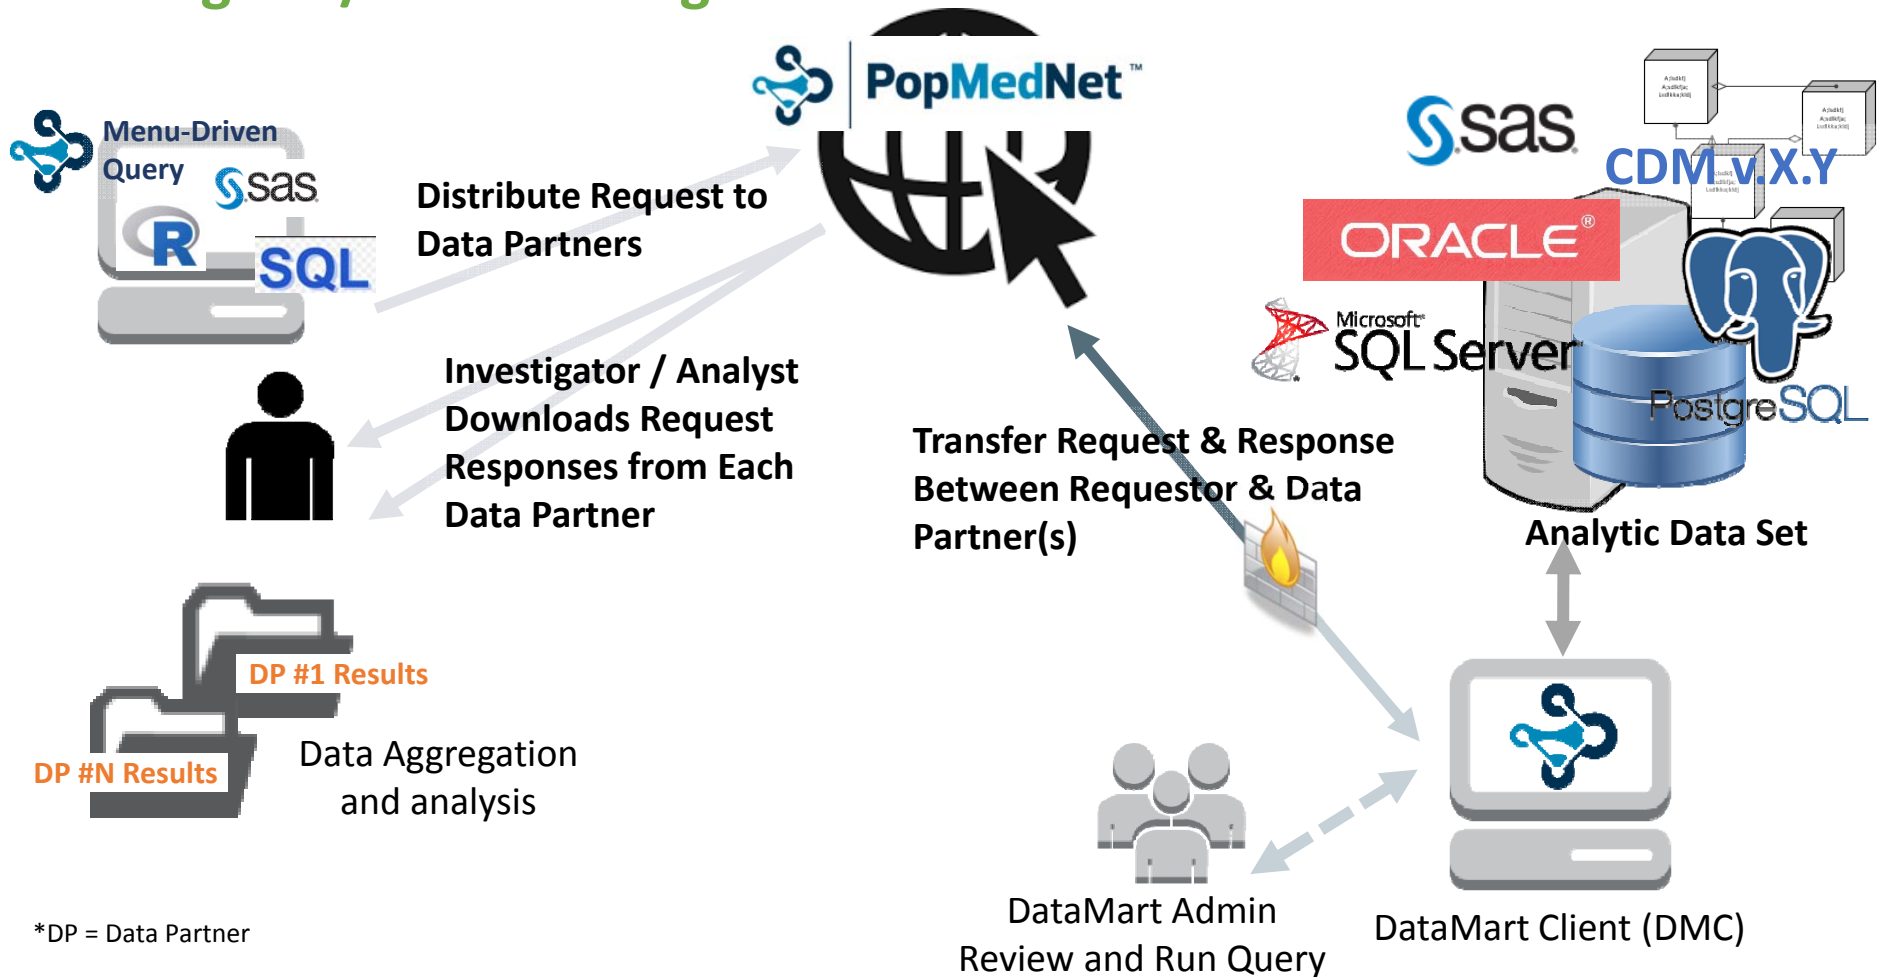 PopMedNet™
Menu-Driven
Query
sas
R
SQL
Distribute Request to
Data Partners
sas
CDM v.X.Y
ORACLE®
Microsoft®
SQL Server
PostgreSQL
Investigator / Analyst
Downloads Request
Responses from Each
Data Partner
Transfer Request & Response
Between Requestor & Data
Partner(s)
Analytic Data Set
DP #1 Results
DP #N Results
Data Aggregation
and analysis
DataMart Admin
Review and Run Query
DataMart Client (DMC)
*DP = Data Partner